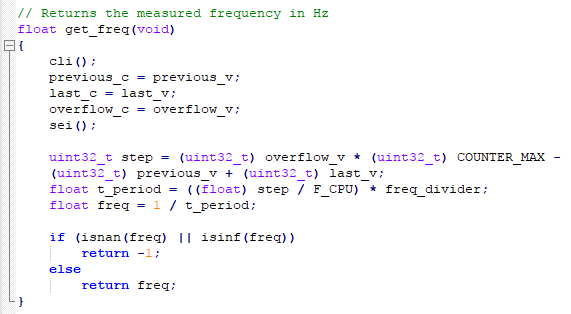 // Returns the measured frequency in Hz
float get_freq(void)
{
    cli();
    previous_c = previous_v;
    last_c = last_v;
    overflow_c = overflow_v;
    sei();

    uint32_t step = (uint32_t) overflow_v * (uint32_t) COUNTER_MAX -
    (uint32_t) previous_v + (uint32_t) last_v;
    float t_period = ((float) step / F_CPU) * freq_divider;
    float freq = 1 / t_period;

    if (isnan(freq) || isinf(freq))
        return -1;
    else
        return freq;
}